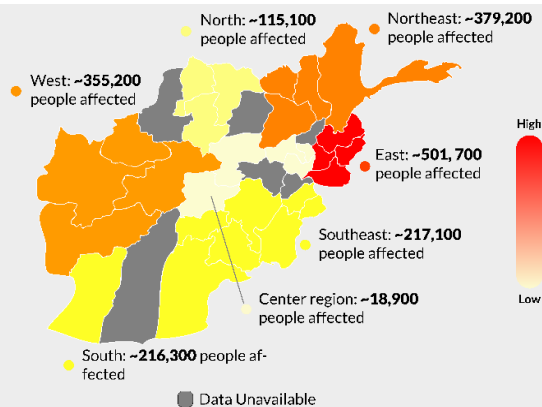 North: ~115,100
people affected
Northeast: ~379,200
people affected
West: ~355,200
people affected
High
East: ~501,700
people affected
Southeast: ~217,100
people affected
Low
Center region: ~18,900
people affected
South: ~216,300 people af-
fected
Data Unavailable